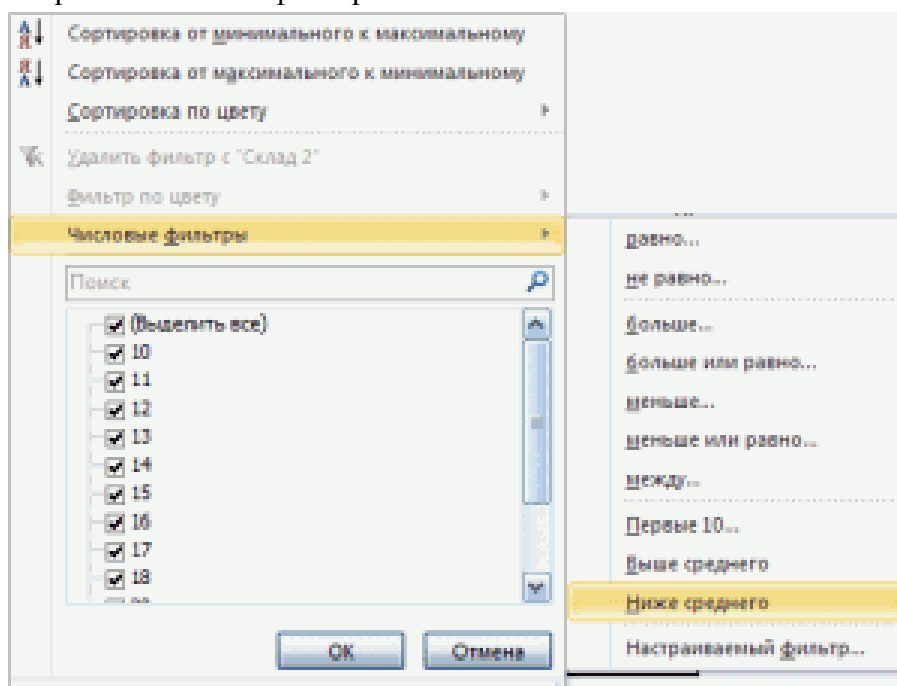 Сортировка от минимального к максимальному
Сортировка от максимального к минимальному
Сортировка по цвету
Удалить фильтр с "Склад 2"
Фильтр по цвету
Числовые фильтры
Поиск
(Выделить все)
10
11
12
13
14
15
16
17
18
ОК
Отмена
равно...
не равно...
больше...
больше или равно...
меньше...
меньше или равно...
между...
Первые 10...
Выше среднего
Ниже среднего
Настраиваемый фильтр...